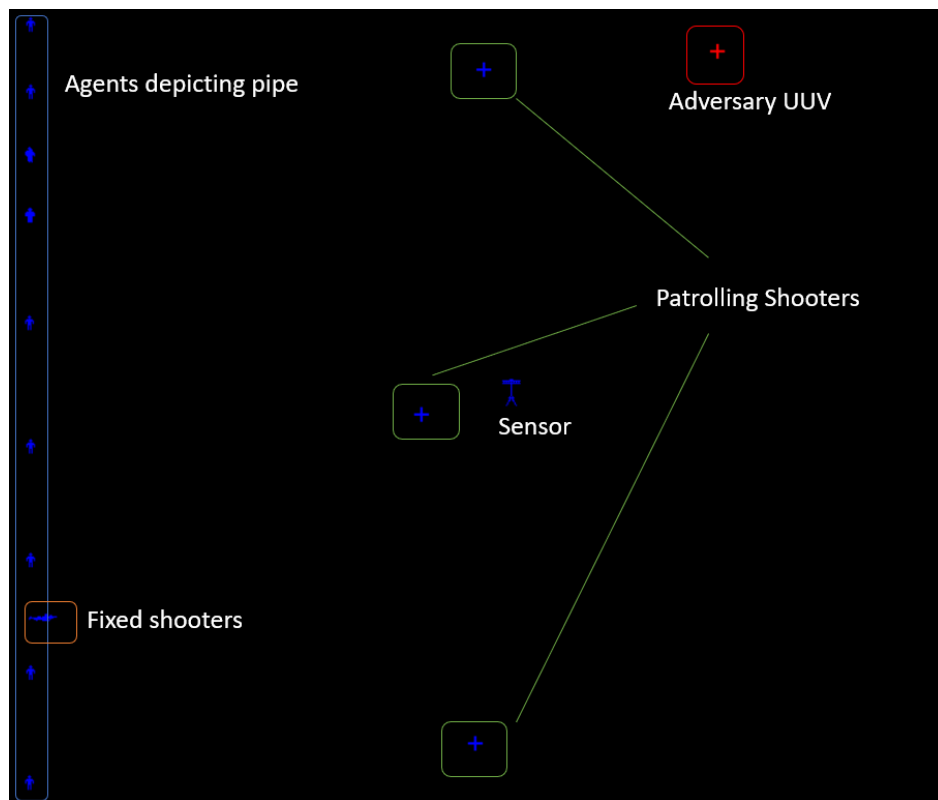 Agents depicting pipe
Adversary UUV
Patrolling Shooters
Sensor
Fixed shooters